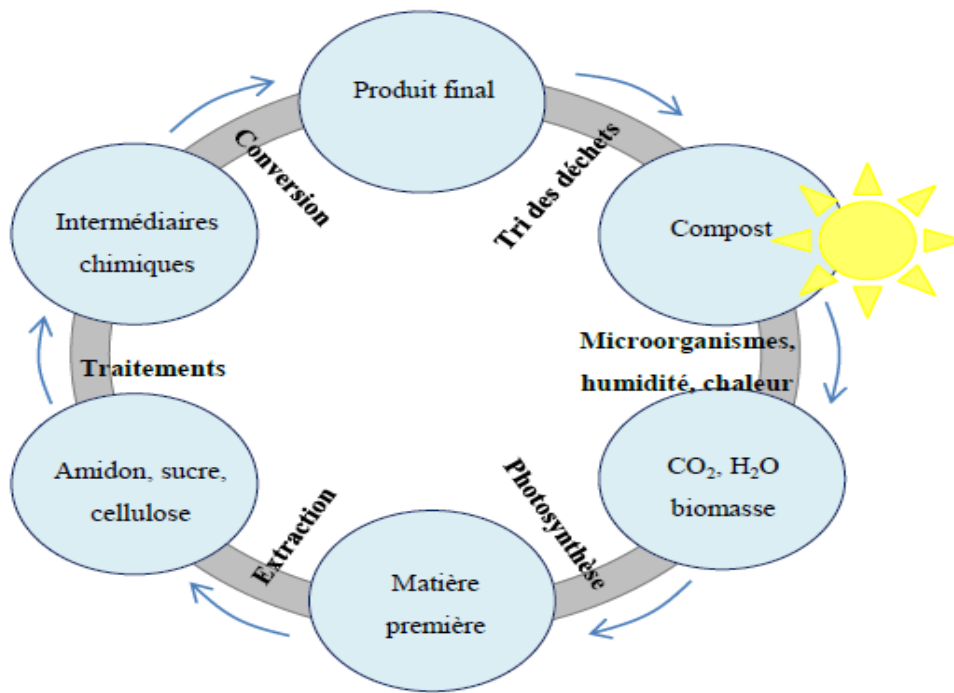 Produit final
Tri des déchets
Compost
Microorganismes,
humidité, chaleur
CO₂, H₂O
biomasse
Photosynthèse
Matière
première
Extraction
Amidon, sucre,
cellulose
Traitements
Intermédiaires
chimiques
Conversion